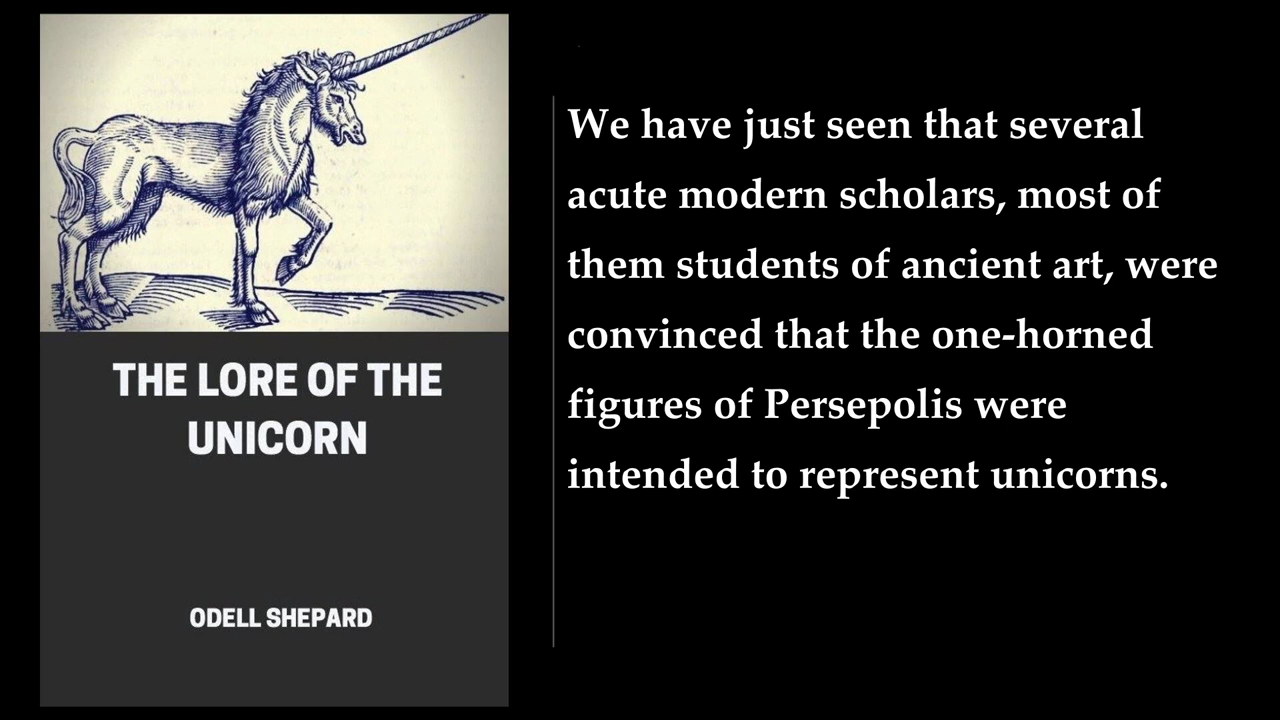 THE LORE OF THE
UNICORN
ODELL SHEPARD
We have just seen that several
acute modern scholars, most of
them students of ancient art, were
convinced that the one-horned
figures of Persepolis were
intended to represent unicorns.